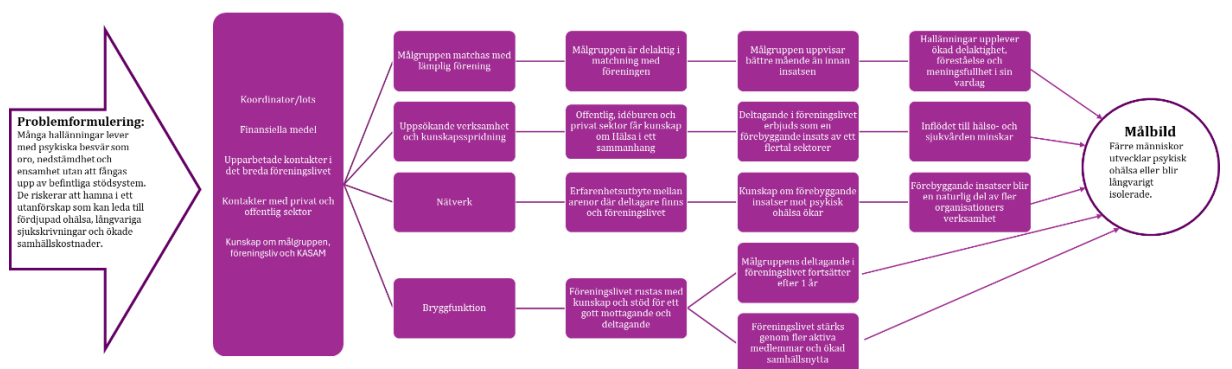 Problemformulering:
Många hallänningar lever
med psykiska besvär som
oro, nedstämdhet och
ensamhet utan att fångas
upp av befintliga stödsystem.
De riskerar att hamna i ett
utanförskap som kan leda till
fördjupad ohälsa, långvariga
sjukskrivningar och ökade
samhällskostnader.
Koordinator/lots
Finansiella medel
Upparbetade kontakter i
det breda föreningslivet
Kontakter med privat och
offentlig sektor
Kunskap om målgruppen,
föreningsliv och KASAM
Målgruppen matchas med
lämplig förening
Målgruppen är delaktig i
matchning med
föreningen
Målgruppen uppvisar
bättre mående än innan
insatsen
Hallänningar upplever
ökad delaktighet,
föreståelse och
meningsfullhet i sin
vardag
Uppsökande verksamhet
och kunskapsspridning
Offentlig, idéburen och
privat sektor får kunskap
om Hälsa i ett
sammanhang
Deltagande i föreningslivet
erbjuds som en
förebyggande insats av ett
flertal sektorer
Inflödet till hälso- och
sjukvården minskar
Nätverk
Erfarenhetsutbyte mellan
arenor där deltagare finns
och föreningslivet
Kunskap om förebyggande
insatser mot psykisk
ohälsa ökar
Förebyggande insatser blir
en naturlig del av fler
organisationers
verksamhet
Bryggfunktion
Föreningslivet rustas med
kunskap och stöd för ett
gott mottagande och
deltagande
Målgruppens deltagande i
föreningslivet fortsätter
efter 1 år
Föreningslivet stärks
genom fler aktiva
medlemmar och ökad
samhällsnytta
Målbild
Färre människor
utvecklar psykisk
ohälsa eller blir
långvarigt
isolerade.